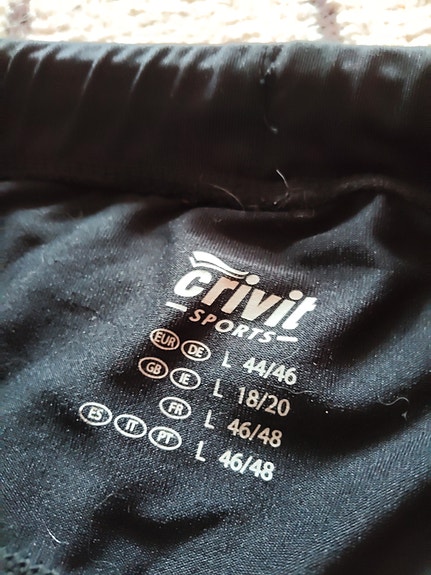 crivit
SPORTS
EUR DE L 44/46
GB IE L 18/20
FR L 46/48
ES IT PT L 46/48